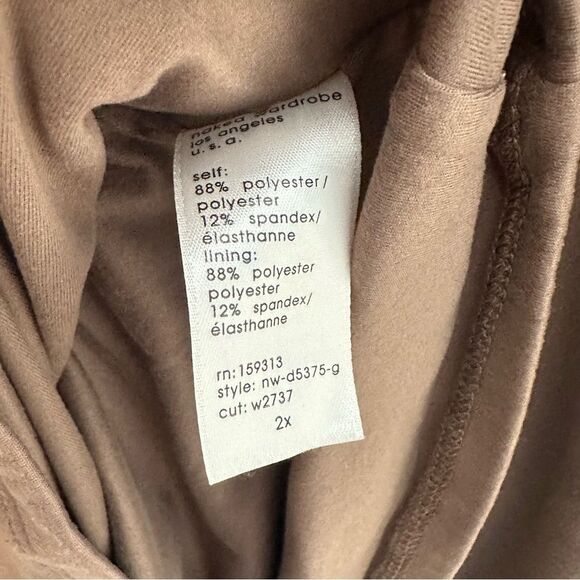 naked wardrobe
los angeles
u.s.a.
self:
88% polyester/
polyester
12% spandex/
élasthanne
lining:
88% polyester
polyester
12% spandex/
élasthanne
rn:159313
style: nw-d5375-g
cut: w2737
2x